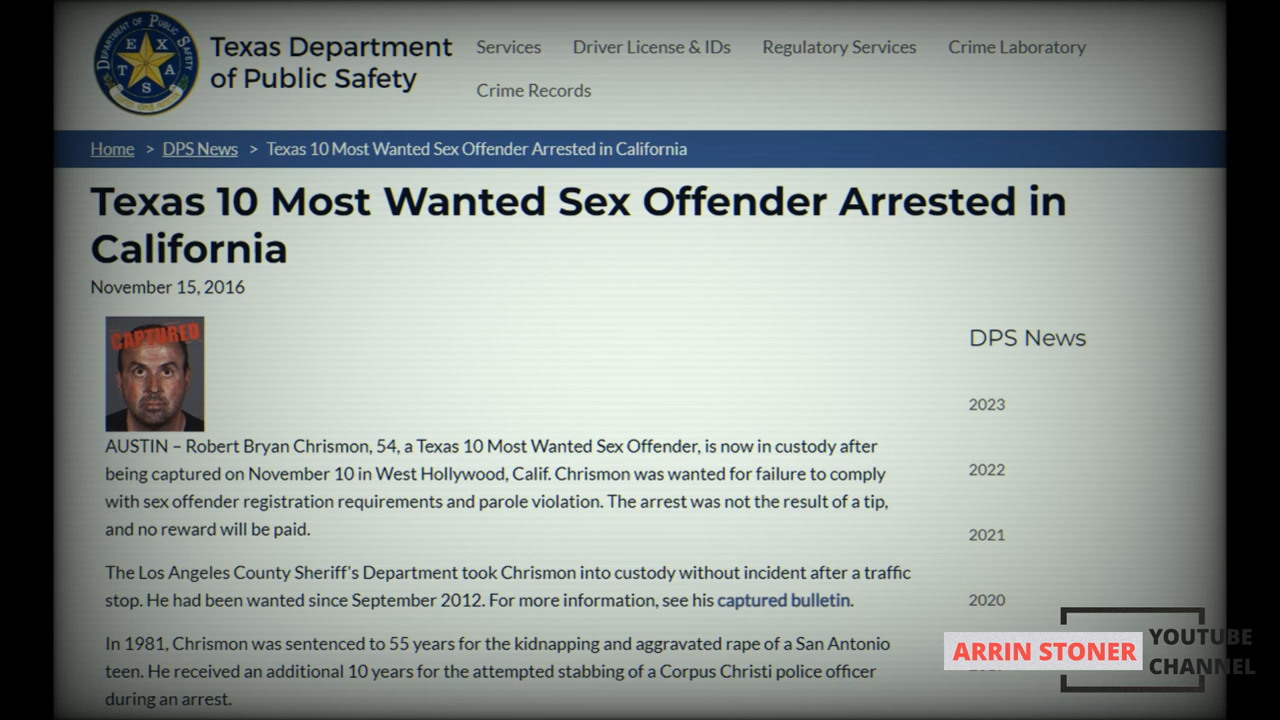 DEPARTMENT OF PUBLIC SAFETY
TEXAS
Texas Department
of Public Safety
Services
Driver License & IDs
Regulatory Services
Crime Laboratory
Crime Records
Home > DPS News > Texas 10 Most Wanted Sex Offender Arrested in California
Texas 10 Most Wanted Sex Offender Arrested in
California
November 15, 2016
CAPTURED
DPS News
2023
2022
2021
2020
AUSTIN – Robert Bryan Chrismon, 54, a Texas 10 Most Wanted Sex Offender, is now in custody after
being captured on November 10 in West Hollywood, Calif. Chrismon was wanted for failure to comply
with sex offender registration requirements and parole violation. The arrest was not the result of a tip,
and no reward will be paid.
The Los Angeles County Sheriff's Department took Chrismon into custody without incident after a traffic
stop. He had been wanted since September 2012. For more information, see his captured bulletin.
In 1981, Chrismon was sentenced to 55 years for the kidnapping and aggravated rape of a San Antonio
teen. He received an additional 10 years for the attempted stabbing of a Corpus Christi police officer
during an arrest.
ARRIN STONER
YOUTUBE
CHANNEL